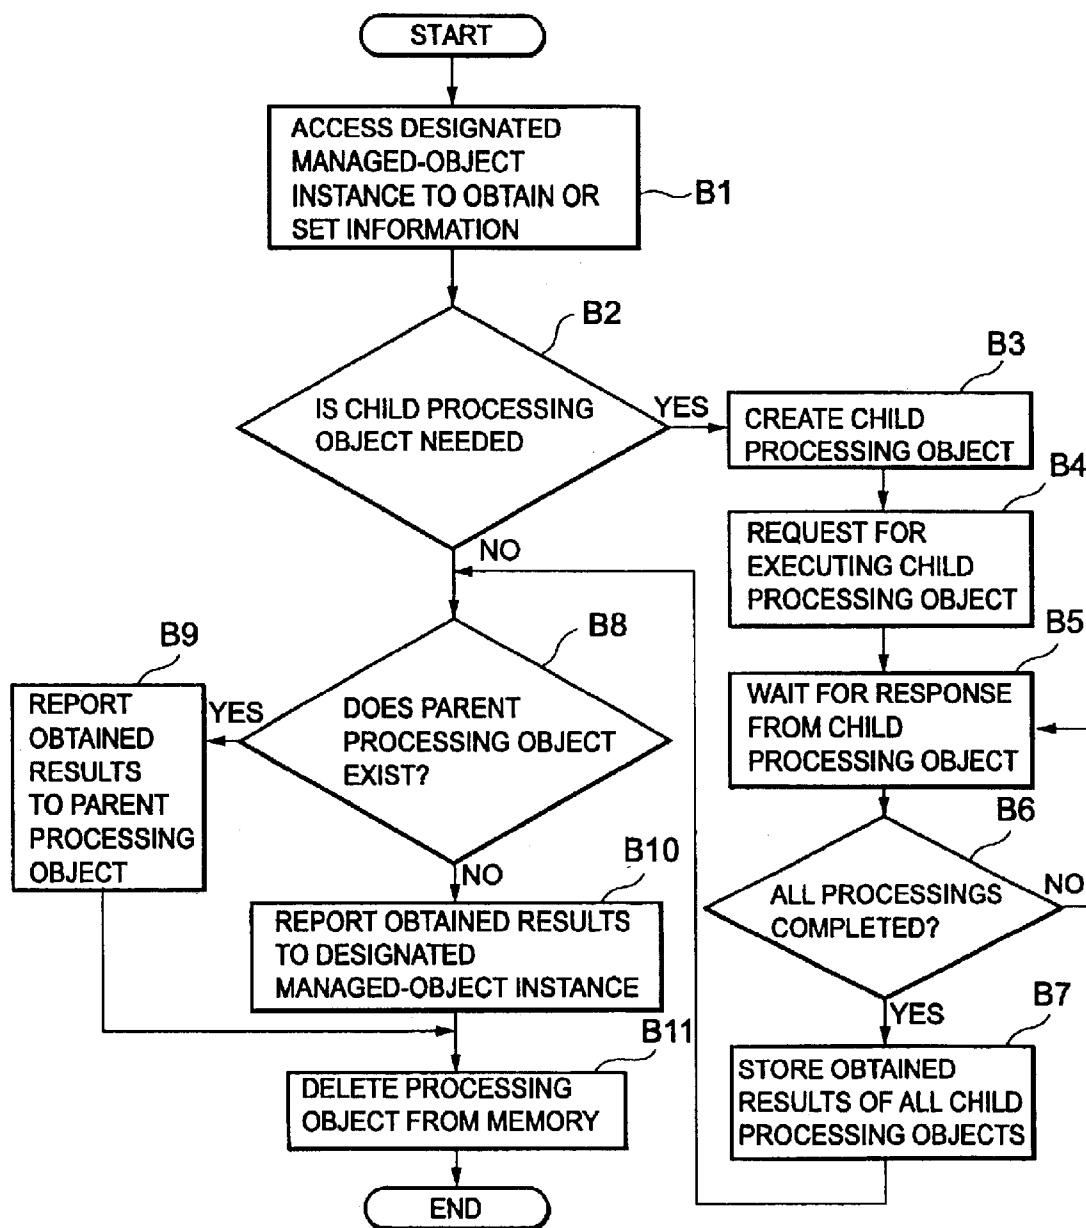 START
ACCESS DESIGNATED
MANAGED-OBJECT
INSTANCE TO OBTAIN OR
SET INFORMATION
B1
B2
IS CHILD PROCESSING
OBJECT NEEDED
YES
NO
B3
CREATE CHILD
PROCESSING OBJECT
B4
REQUEST FOR
EXECUTING CHILD
PROCESSING OBJECT
B5
WAIT FOR RESPONSE
FROM CHILD
PROCESSING OBJECT
B6
ALL PROCESSINGS
COMPLETED?
NO
YES
B7
STORE OBTAINED
RESULTS OF ALL CHILD
PROCESSING OBJECTS
B8
DOES PARENT
PROCESSING OBJECT
EXIST?
YES
NO
B9
REPORT
OBTAINED
RESULTS
TO PARENT
PROCESSING
OBJECT
B10
REPORT OBTAINED RESULTS
TO DESIGNATED
MANAGED-OBJECT INSTANCE
B11
DELETE PROCESSING
OBJECT FROM MEMORY
END